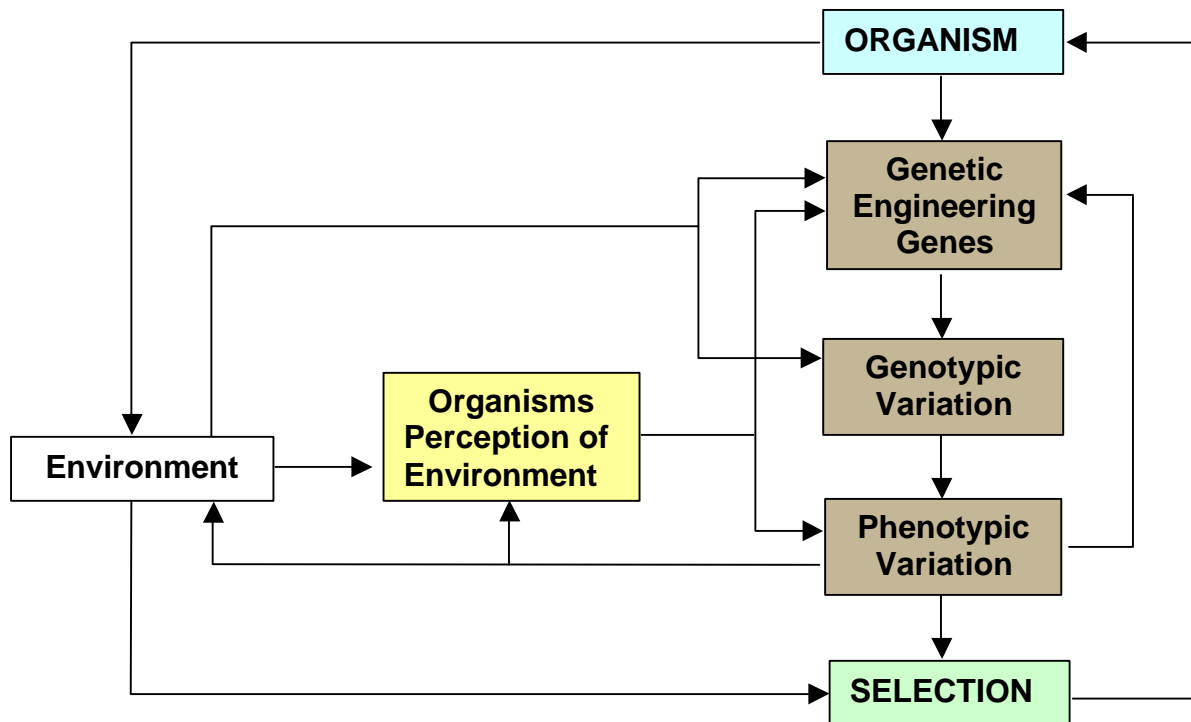 ORGANISM
Genetic
Engineering
Genes
Genotypic
Variation
Organisms
Perception of
Environment
Environment
Phenotypic
Variation
SELECTION